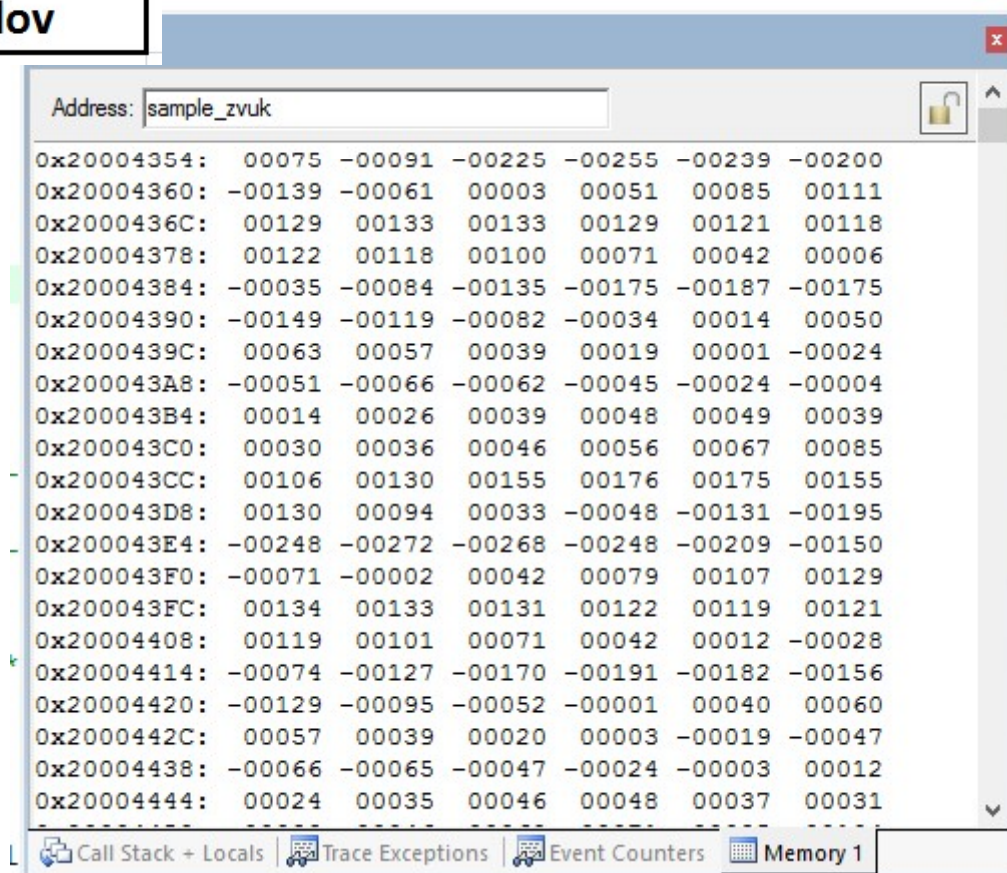 lov
Address: sample_zvuk
0x20004354: 00075 -00091 -00225 -00255 -00239 -00200
0x20004360: -00139 -00061 00003 00051 00085 00111
0x2000436C: 00129 00133 00133 00129 00121 00118
0x20004378: 00122 00118 00100 00071 00042 00006
0x20004384: -00035 -00084 -00135 -00175 -00187 -00175
0x20004390: -00149 -00119 -00082 -00034 00014 00050
0x2000439C: 00063 00057 00039 00019 00001 -00024
0x200043A8: -00051 -00066 -00062 -00045 -00024 -00004
0x200043B4: 00014 00026 00039 00048 00049 00039
0x200043C0: 00030 00036 00046 00056 00067 00085
0x200043CC: 00106 00130 00155 00176 00175 00155
0x200043D8: 00130 00094 00033 -00048 -00131 -00195
0x200043E4: -00248 -00272 -00268 -00248 -00209 -00150
0x200043F0: -00071 -00002 00042 00079 00107 00129
0x200043FC: 00134 00133 00131 00122 00119 00121
0x20004408: 00119 00101 00071 00042 00012 -00028
0x20004414: -00074 -00127 -00170 -00191 -00182 -00156
0x20004420: -00129 -00095 -00052 -00001 00040 00060
0x2000442C: 00057 00039 00020 00003 -00019 -00047
0x20004438: -00066 -00065 -00047 -00024 -00003 00012
0x20004444: 00024 00035 00046 00048 00037 00031
Call Stack + Locals Trace Exceptions Event Counters Memory 1